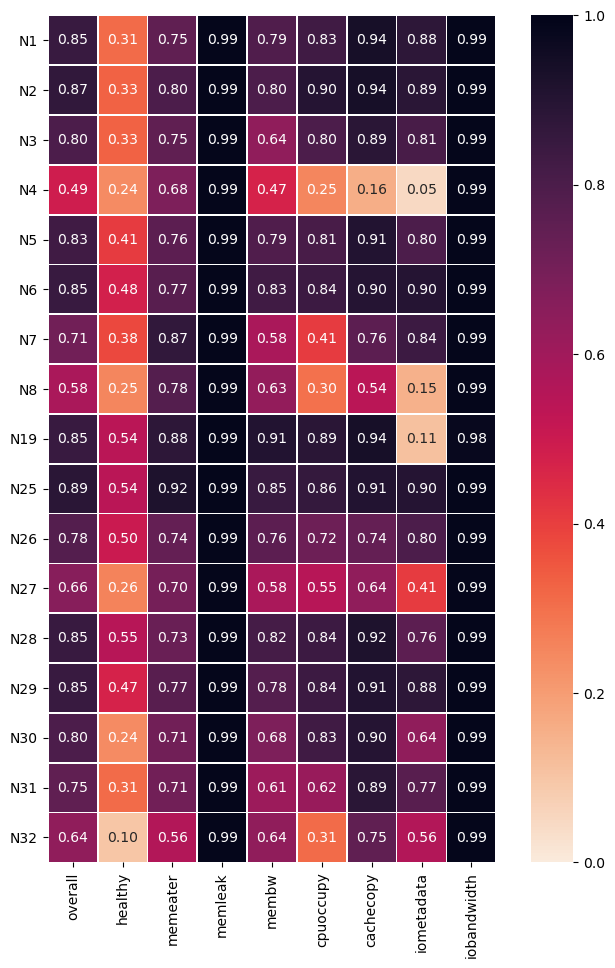 N1 0.85 0.31 0.75 0.99 0.79 0.83 0.94 0.88 0.99
N2 0.87 0.33 0.80 0.99 0.80 0.90 0.94 0.89 0.99
N3 0.80 0.33 0.75 0.99 0.64 0.80 0.89 0.81 0.99
N4 0.49 0.24 0.68 0.99 0.47 0.25 0.16 0.05 0.99
N5 0.83 0.41 0.76 0.99 0.79 0.81 0.91 0.80 0.99
N6 0.85 0.48 0.77 0.99 0.83 0.84 0.90 0.90 0.99
N7 0.71 0.38 0.87 0.99 0.58 0.41 0.76 0.84 0.99
N8 0.58 0.25 0.78 0.99 0.63 0.30 0.54 0.15 0.99
N19 0.85 0.54 0.88 0.99 0.91 0.89 0.94 0.11 0.98
N25 0.89 0.54 0.92 0.99 0.85 0.86 0.91 0.90 0.99
N26 0.78 0.50 0.74 0.99 0.76 0.72 0.74 0.80 0.99
N27 0.66 0.26 0.70 0.99 0.58 0.55 0.64 0.41 0.99
N28 0.85 0.55 0.73 0.99 0.82 0.84 0.92 0.76 0.99
N29 0.85 0.47 0.77 0.99 0.78 0.84 0.91 0.88 0.99
N30 0.80 0.24 0.71 0.99 0.68 0.83 0.90 0.64 0.99
N31 0.75 0.31 0.71 0.99 0.61 0.62 0.89 0.77 0.99
N32 0.64 0.10 0.56 0.99 0.64 0.31 0.75 0.56 0.99
overall
healthy
memeater
memleak
membw
cpuoccupy
cachecopy
iometadata
iobandwidth
1.0
0.8
0.6
0.4
0.2
0.0